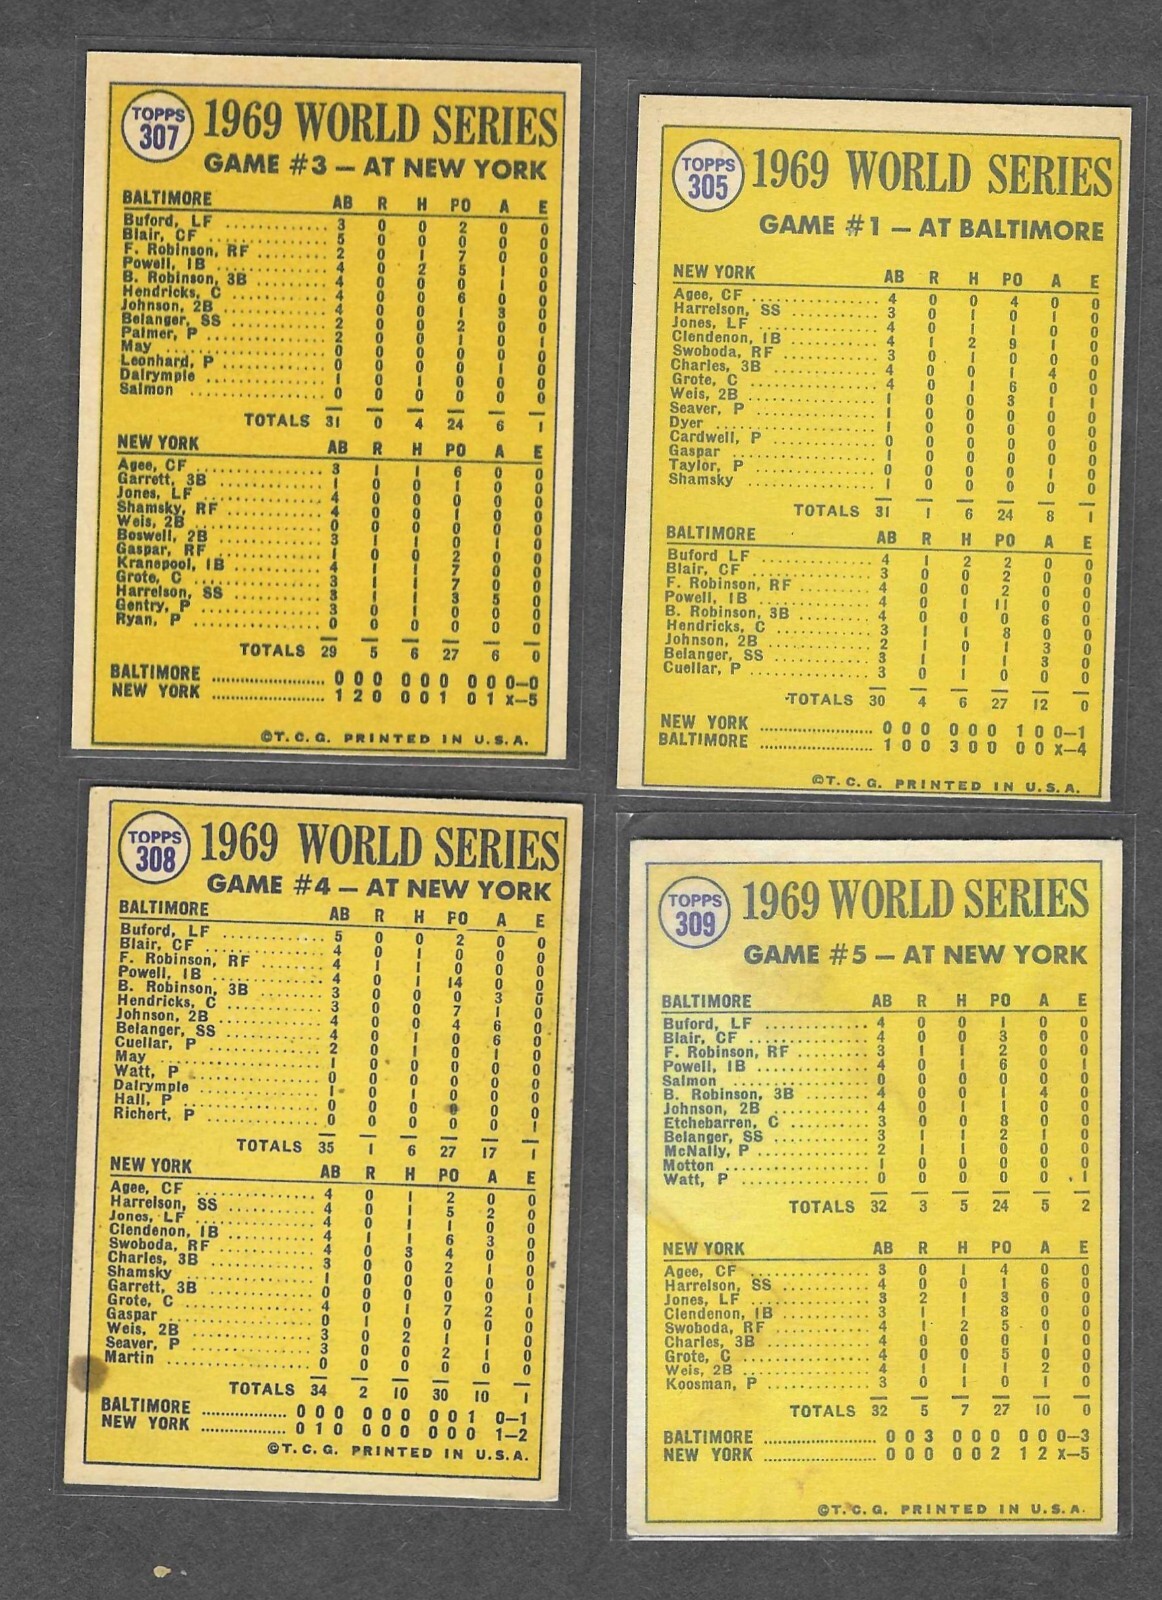 TOPPS
307
1969 WORLD SERIES
GAME #3 – AT NEW YORK
BALTIMORE AB R H PO A E
Buford, LF 3 0 0 2 0 0
Blair, CF 5 0 0 0 0 0
F. Robinson, RF 2 0 1 7 0 0
Powell, 1B 4 0 2 5 0 0
B. Robinson, 3B 4 0 0 0 1 0
Hendricks, C 4 0 0 6 0 0
Johnson, 2B 4 0 0 1 3 0
Belanger, SS 2 0 0 2 0 0
Palmer, P 2 0 0 1 0 1
May 0 0 0 0 0 0
Leonhard, P 0 0 0 0 0 0
Dalrymple 1 0 1 0 0 0
Salmon 0 0 0 0 0 0
TOTALS 31 0 4 24 6 1
NEW YORK AB R H PO A E
Agee, CF 3 1 1 6 0 0
Garrett, 3B 1 0 0 1 0 0
Jones, LF 4 0 0 0 0 0
Shamsky, RF 4 0 0 1 0 0
Weis, 2B 0 0 0 0 0 0
Boswell, 2B 3 1 1 0 1 0
Gaspar, RF 1 0 0 2 0 0
Kranepool, 1B 4 1 1 7 0 0
Grote, C 3 1 1 7 0 0
Harrelson, SS 3 1 1 3 5 0
Gentry, P 3 0 1 0 0 0
Ryan, P 0 0 0 0 0 0
TOTALS 29 5 6 27 6 0
BALTIMORE 0 0 0 0 0 0 0 0 0–0
NEW YORK 1 2 0 0 0 1 0 1 x–5
©T.C.G. PRINTED IN U.S.A.
TOPPS
305
1969 WORLD SERIES
GAME #1 – AT BALTIMORE
NEW YORK AB R H PO A E
Agee, CF 4 0 0 4 0 0
Harrelson, SS 3 0 1 0 1 0
Jones, LF 4 0 1 1 0 0
Clendenon, 1B 4 1 2 9 1 0
Swoboda, RF 3 0 1 0 0 0
Charles, 3B 4 0 0 1 4 0
Grote, C 4 0 1 6 0 0
Weis, 2B 1 0 0 3 1 1
Seaver, P 1 0 0 0 0 0
Dyer 1 0 0 0 0 0
Cardwell, P 0 0 0 0 0 0
Gaspar 1 0 0 0 0 0
Taylor, P 0 0 0 0 1 0
Shamsky 1 0 0 0 0 0
TOTALS 31 1 6 24 8 1
BALTIMORE AB R H PO A E
Buford LF 4 1 2 2 0 0
Blair, CF 3 0 0 2 0 0
F. Robinson, RF 4 0 0 2 0 0
Powell, 1B 4 0 1 11 0 0
B. Robinson, 3B 4 0 0 0 6 0
Hendricks, C 3 1 1 8 0 0
Johnson, 2B 2 1 0 1 3 0
Belanger, SS 3 1 1 1 3 0
Cuellar, P 3 0 1 0 0 0
TOTALS 30 4 6 27 12 0
NEW YORK 0 0 0 0 0 0 1 0 0–1
BALTIMORE 1 0 0 3 0 0 0 0 x–4
©T.C.G. PRINTED IN U.S.A.
TOPPS
308
1969 WORLD SERIES
GAME #4 – AT NEW YORK
BALTIMORE AB R H PO A E
Buford, LF 5 0 0 2 0 0
Blair, CF 4 0 1 0 0 0
F. Robinson, RF 4 1 1 0 0 0
Powell, 1B 4 0 1 14 0 0
B. Robinson, 3B 3 0 0 0 3 0
Hendricks, C 3 0 0 7 1 0
Johnson, 2B 4 0 0 4 6 0
Belanger, SS 4 0 1 0 6 0
Cuellar, P 2 0 1 0 1 0
May 1 0 0 0 0 0
Watt, P 0 0 0 0 0 0
Dalrymple 1 0 1 0 0 0
Hall, P 0 0 0 0 0 0
Richert, P 0 0 0 0 0 1
TOTALS 35 1 6 27 17 1
NEW YORK AB R H PO A E
Agee, CF 4 0 1 2 0 0
Harrelson, SS 4 0 1 5 2 0
Jones, LF 4 0 1 1 0 0
Clendenon, 1B 4 1 1 6 3 0
Swoboda, RF 4 0 3 4 0 0
Charles, 3B 3 0 0 2 1 0
Shamsky 1 0 0 0 0 0
Garrett, 3B 0 0 0 0 0 1
Grote, C 4 0 1 7 2 0
Gaspar 0 1 0 0 0 0
Weis, 2B 3 0 2 1 1 0
Seaver, P 3 0 0 2 1 0
Martin 0 0 0 0 0 0
TOTALS 34 2 10 30 10 1
BALTIMORE 0 0 0 0 0 0 0 0 1 0–1
NEW YORK 0 1 0 0 0 0 0 0 0 1–2
©T.C.G. PRINTED IN U.S.A.
TOPPS
309
1969 WORLD SERIES
GAME #5 – AT NEW YORK
BALTIMORE AB R H PO A E
Buford, LF 4 0 0 1 0 0
Blair, CF 4 0 0 3 0 0
F. Robinson, RF 3 1 1 2 0 0
Powell, 1B 4 0 1 6 0 1
Salmon 0 0 0 0 0 0
B. Robinson, 3B 4 0 0 1 4 0
Johnson, 2B 4 0 1 1 0 0
Etchebarren, C 3 0 0 8 0 0
Belanger, SS 3 1 1 2 1 0
McNally, P 2 1 1 0 0 0
Motton 1 0 0 0 0 0
Watt, P 0 0 0 0 0 1
TOTALS 32 3 5 24 5 2
NEW YORK AB R H PO A E
Agee, CF 3 0 1 4 0 0
Harrelson, SS 4 0 0 1 6 0
Jones, LF 3 2 1 3 0 0
Clendenon, 1B 3 1 1 8 0 0
Swoboda, RF 4 1 2 5 0 0
Charles, 3B 4 0 0 0 1 0
Grote, C 4 0 0 5 0 0
Weis, 2B 4 1 1 1 2 0
Koosman, P 3 0 1 0 1 0
TOTALS 32 5 7 27 10 0
BALTIMORE 0 0 3 0 0 0 0 0 0–3
NEW YORK 0 0 0 0 0 2 1 2 x–5
©T.C.G. PRINTED IN U.S.A.